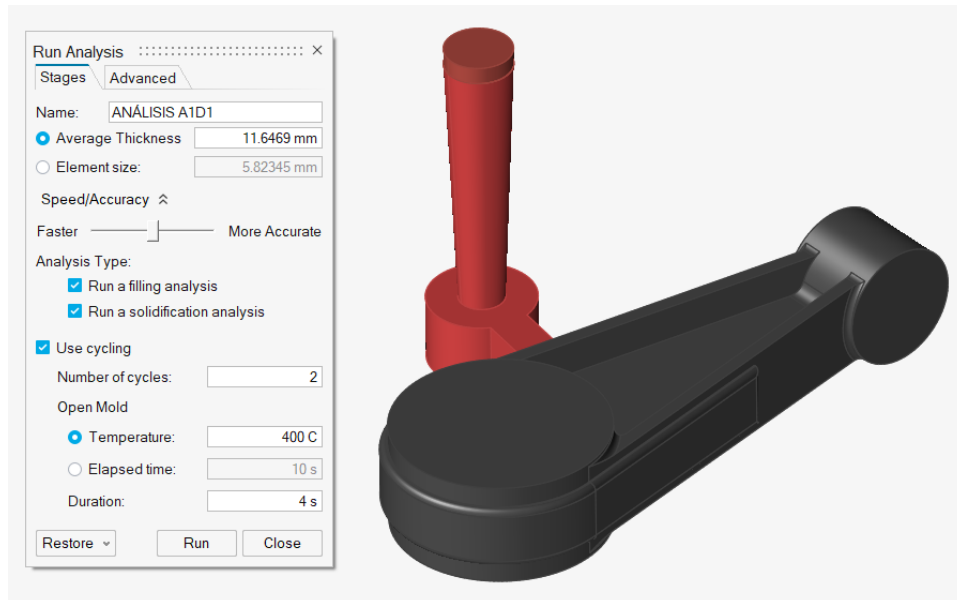 Run Analysis ×
Stages Advanced
Name: ANÁLISIS A1D1
Average Thickness 11.6469 mm
Element size: 5.82345 mm
Speed/Accuracy
Faster More Accurate
Analysis Type:
Run a filling analysis
Run a solidification analysis
Use cycling
Number of cycles: 2
Open Mold
Temperature: 400 C
Elapsed time: 10 s
Duration: 4 s
Restore Run Close